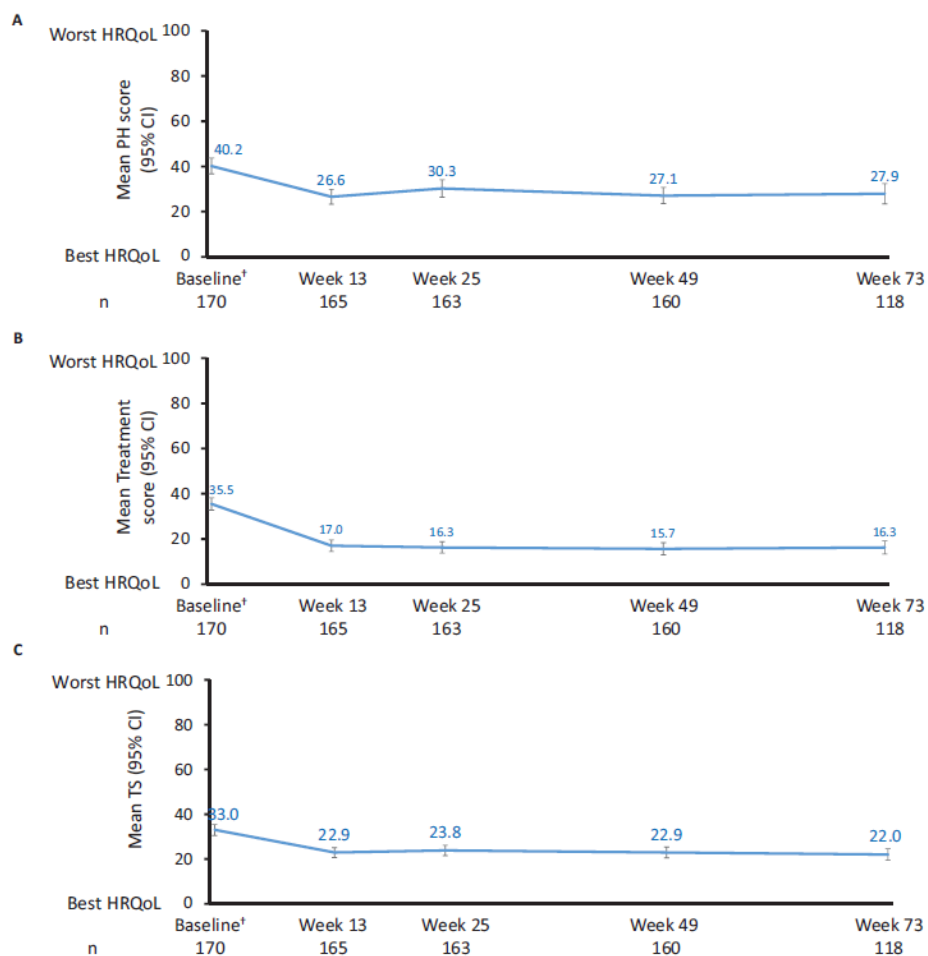 A
Worst HRQoL 100
80
60
40
20
Best HRQoL 0
Mean PH score
(95% CI)
40.2
26.6
30.3
27.1
27.9
Baseline† Week 13 Week 25 Week 49 Week 73
n 170 165 163 160 118
B
Worst HRQoL 100
80
60
40
20
Best HRQoL 0
Mean Treatment
score (95% CI)
35.5
17.0
16.3
15.7
16.3
Baseline† Week 13 Week 25 Week 49 Week 73
n 170 165 163 160 118
C
Worst HRQoL 100
80
60
40
20
Best HRQoL 0
Mean TS (95% CI)
33.0
22.9
23.8
22.9
22.0
Baseline† Week 13 Week 25 Week 49 Week 73
n 170 165 163 160 118